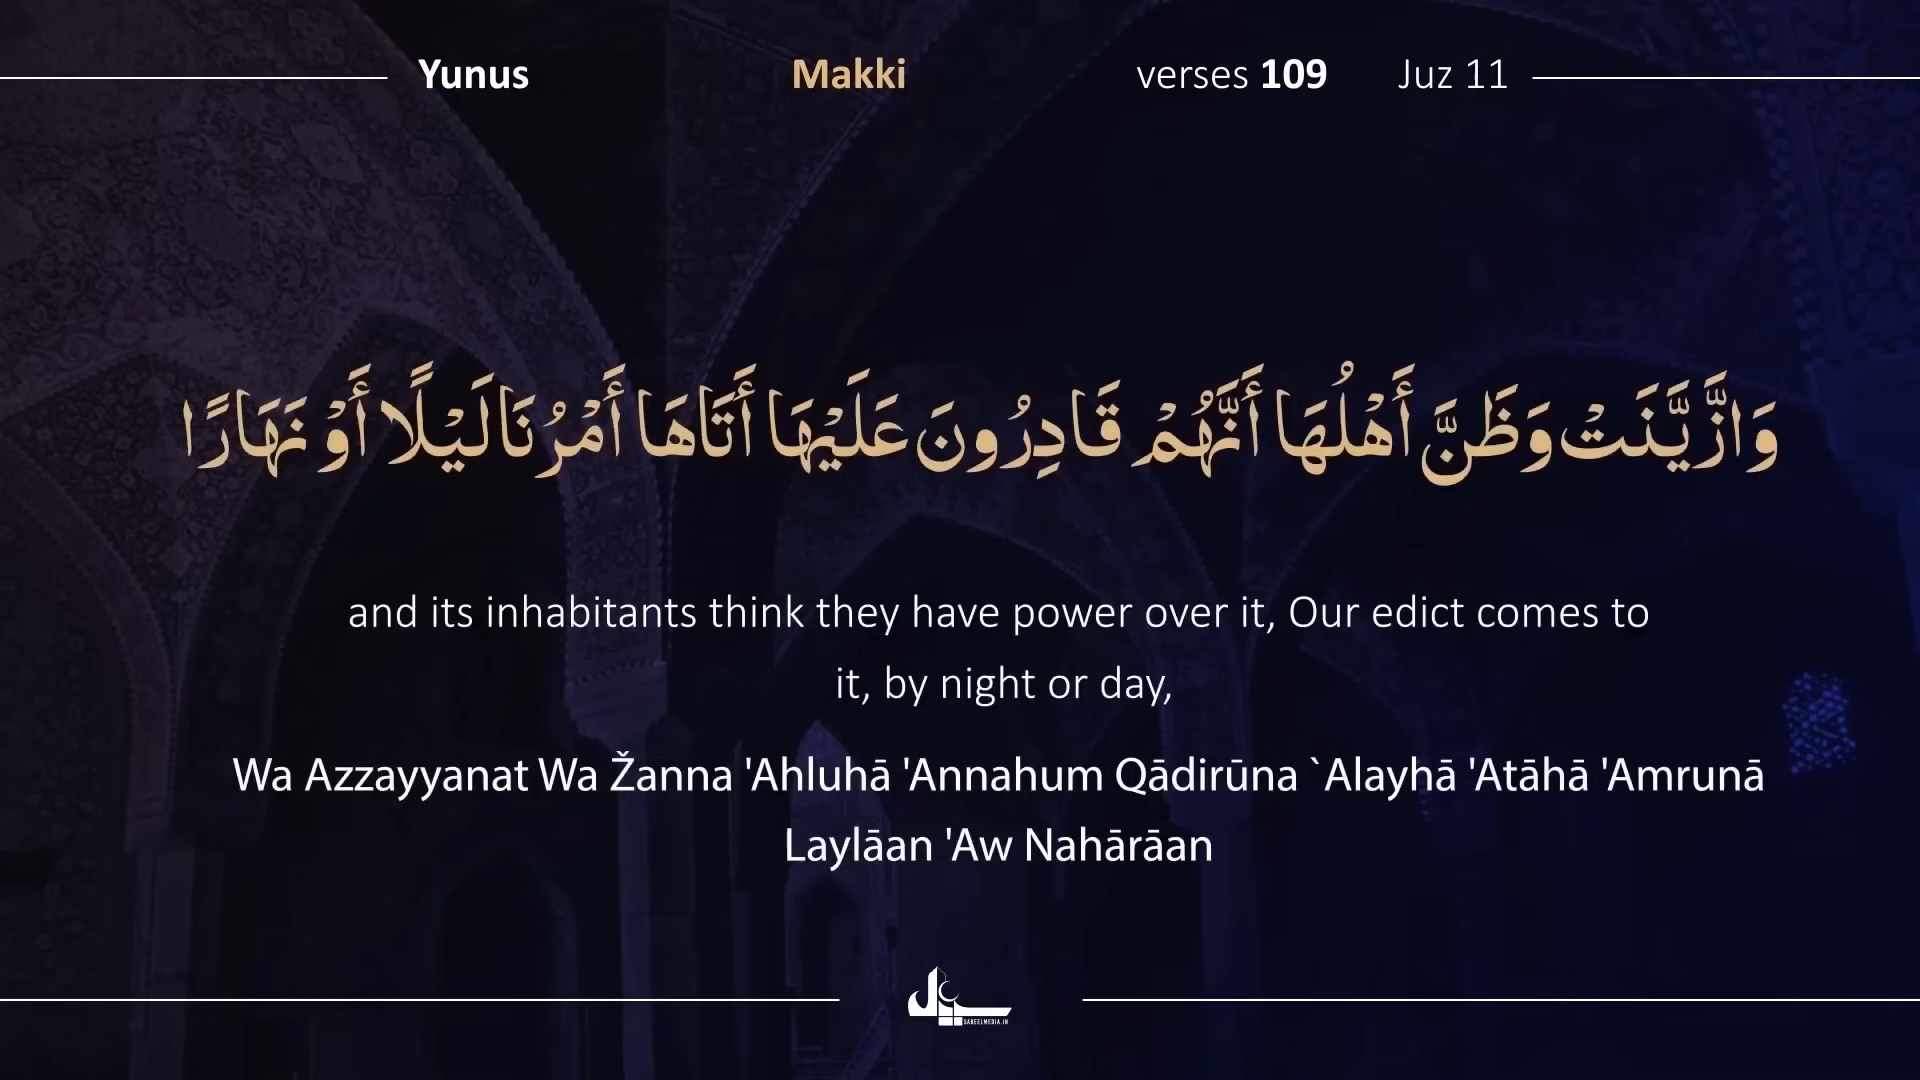 Yunus Makki verses 109 Juz 11
وَازَّيَّنَتْ وَظَنَّ أَهْلُهَا أَنَّهُمْ قَادِرُونَ عَلَيْهَا أَتَاهَا أَمْرُنَا لَيْلًا أَوْ نَهَارًا
and its inhabitants think they have power over it, Our edict comes to
it, by night or day,
Wa Azzayyanat Wa Žanna 'Ahluhā 'Annahum Qādirūna `Alayhā 'Atāhā 'Amrunā
Laylāan 'Aw Nahārāan
SABEELMEDIA.IN